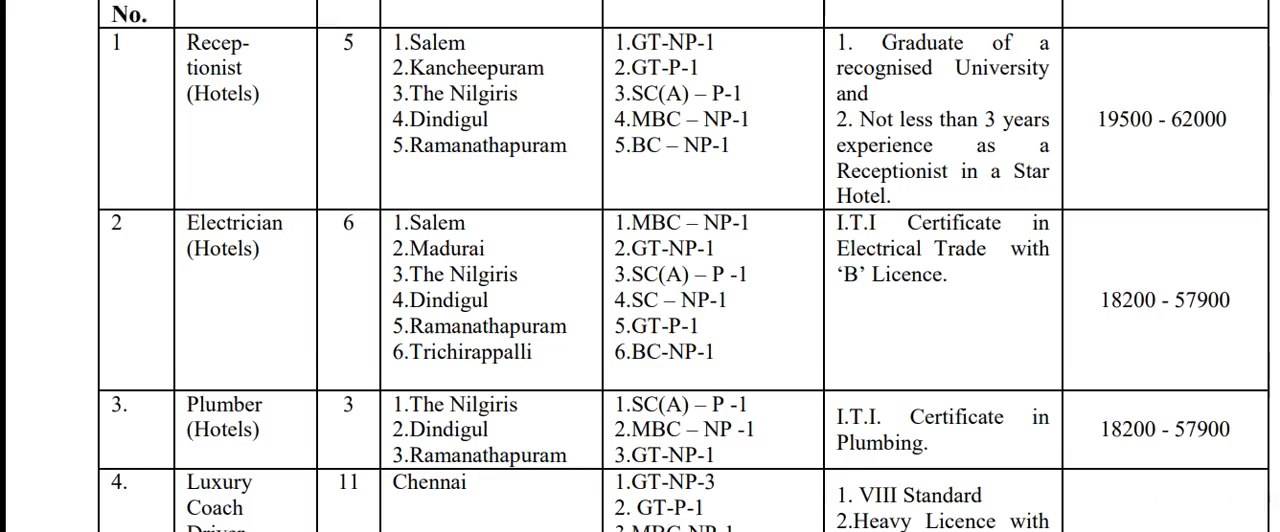 No.
1
Recep-
tionist
(Hotels)
5
1.Salem
2.Kancheepuram
3.The Nilgiris
4.Dindigul
5.Ramanathapuram
1.GT-NP-1
2.GT-P-1
3.SC(A) – P-1
4.MBC – NP-1
5.BC – NP-1
1. Graduate of a
recognised University
and
2. Not less than 3 years
experience as a
Receptionist in a Star
Hotel.
19500 - 62000
2
Electrician
(Hotels)
6
1.Salem
2.Madurai
3.The Nilgiris
4.Dindigul
5.Ramanathapuram
6.Trichirappalli
1.MBC – NP-1
2.GT-NP-1
3.SC(A) – P -1
4.SC – NP-1
5.GT-P-1
6.BC-NP-1
I.T.I Certificate in
Electrical Trade with
‘B’ Licence.
18200 - 57900
3.
Plumber
(Hotels)
3
1.The Nilgiris
2.Dindigul
3.Ramanathapuram
1.SC(A) – P -1
2.MBC – NP -1
3.GT-NP-1
I.T.I. Certificate in
Plumbing.
18200 - 57900
4.
Luxury
Coach
Driver
11
Chennai
1.GT-NP-3
2. GT-P-1
3.MBC-NP-1
1. VIII Standard
2.Heavy Licence with